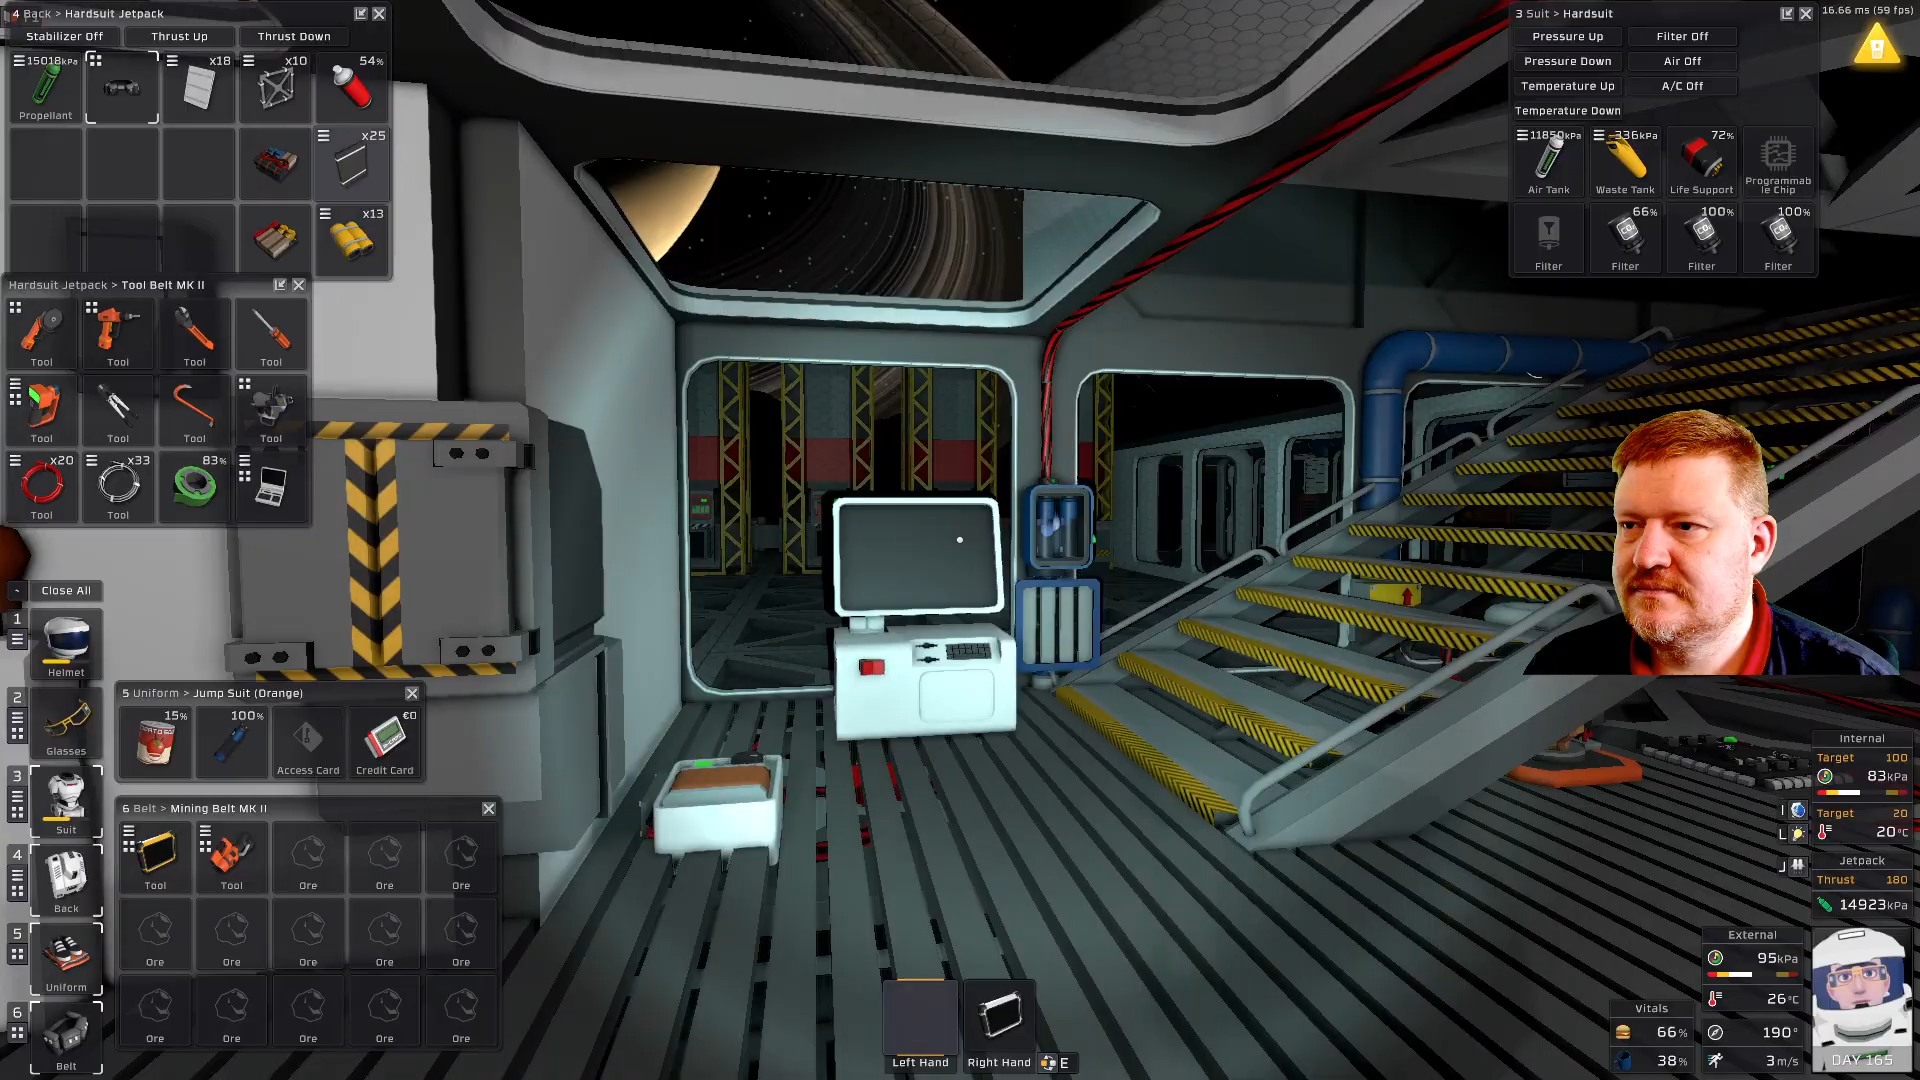 4 Back > Hardsuit Jetpack
Stabilizer Off Thrust Up Thrust Down
15018kPa x18 x10 54%
Propellant
x25
x13
Hardsuit Jetpack > Tool Belt MK II
Tool Tool Tool Tool
Tool Tool Tool Tool
x20 x33 83%
Tool Tool
~ Close All
1
Helmet
2
Glasses
3
Suit
4
Back
5
Uniform
6
Belt
5 Uniform > Jump Suit (Orange)
15% 100% €0
Access Card Credit Card
6 Belt > Mining Belt MK II
Tool Tool Ore Ore Ore
Ore Ore Ore Ore Ore
Ore Ore Ore Ore Ore
Left Hand Right Hand E
3 Suit > Hardsuit
16.66 ms (59 fps)
Pressure Up Filter Off
Pressure Down Air Off
Temperature Up A/C Off
Temperature Down
11850kPa 336kPa 72%
Air Tank Waste Tank Life Support Programmab
le Chip
66% 100% 100%
Filter Filter Filter Filter
Internal
Target 100
83kPa
I
Target 20
L 20°C
Jetpack
J
Thrust 180
14923kPa
External
95kPa
26°C
Vitals
66% 190°
38% 3m/s
DAY 165